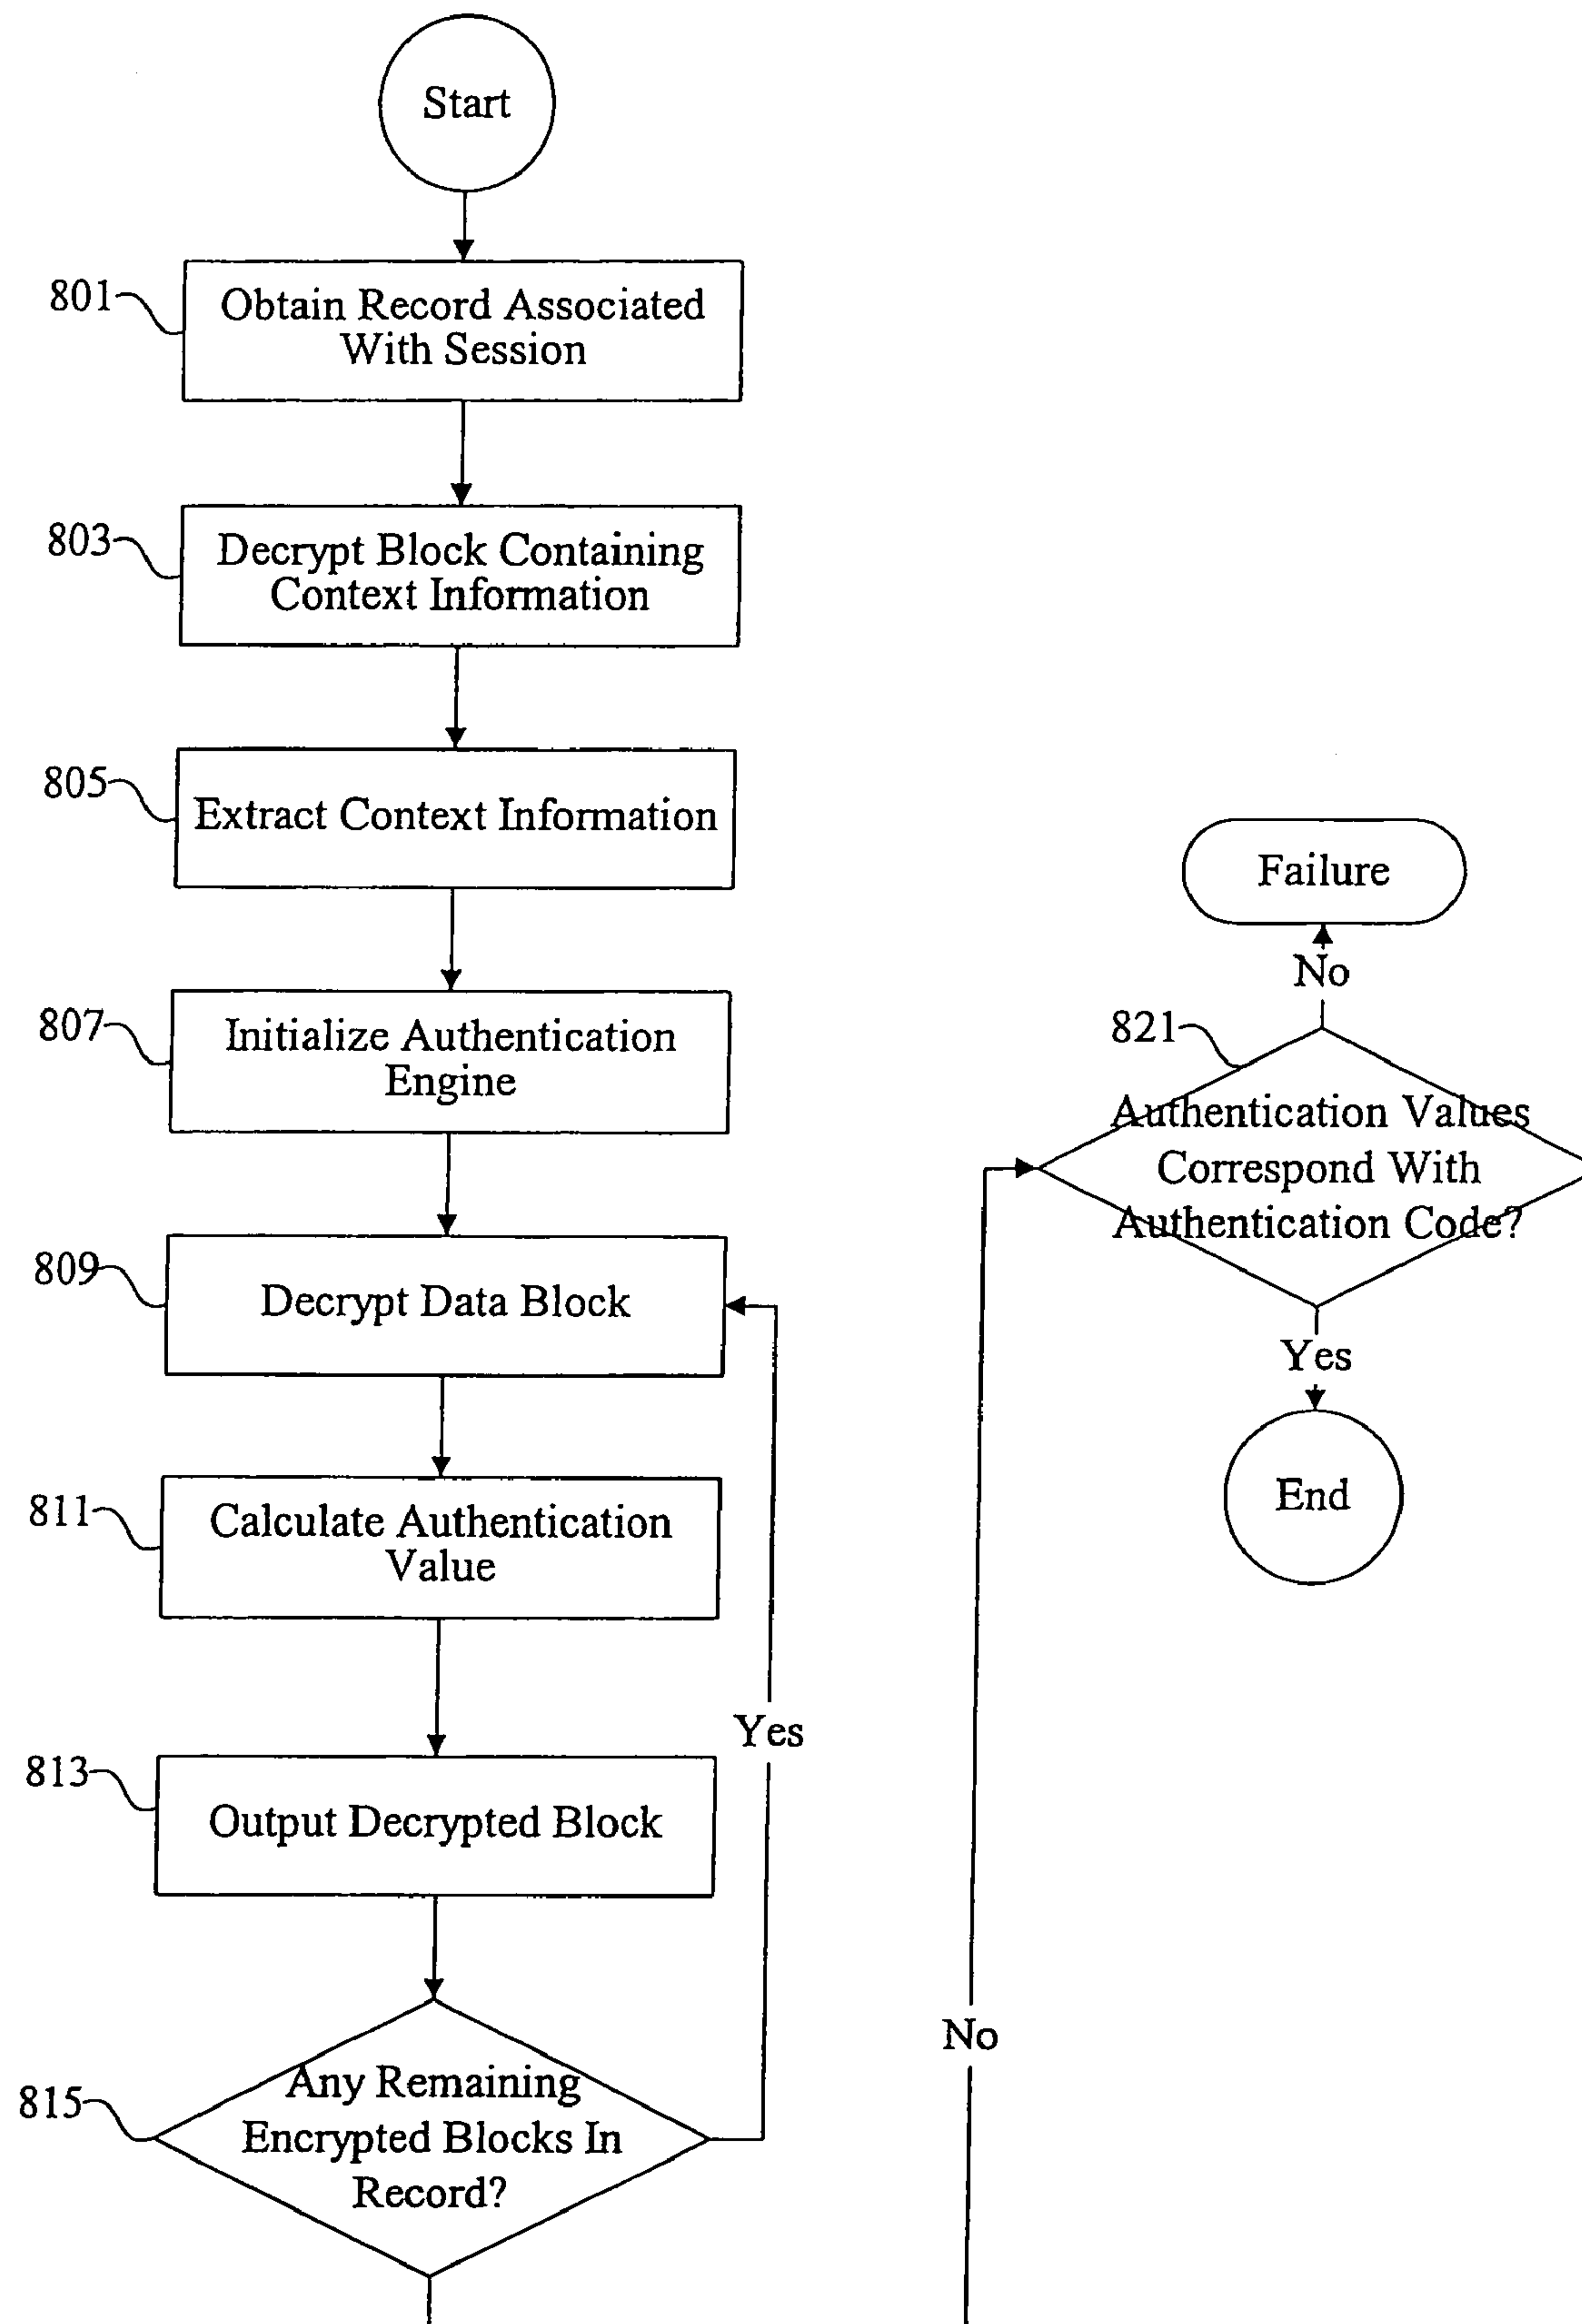 Start
801
Obtain Record Associated
With Session
803
Decrypt Block Containing
Context Information
805
Extract Context Information
807
Initialize Authentication
Engine
809
Decrypt Data Block
811
Calculate Authentication
Value
Yes
813
Output Decrypted Block
815
Any Remaining
Encrypted Blocks In
Record?
No
Failure
No
821
Authentication Values
Correspond With
Authentication Code?
Yes
End